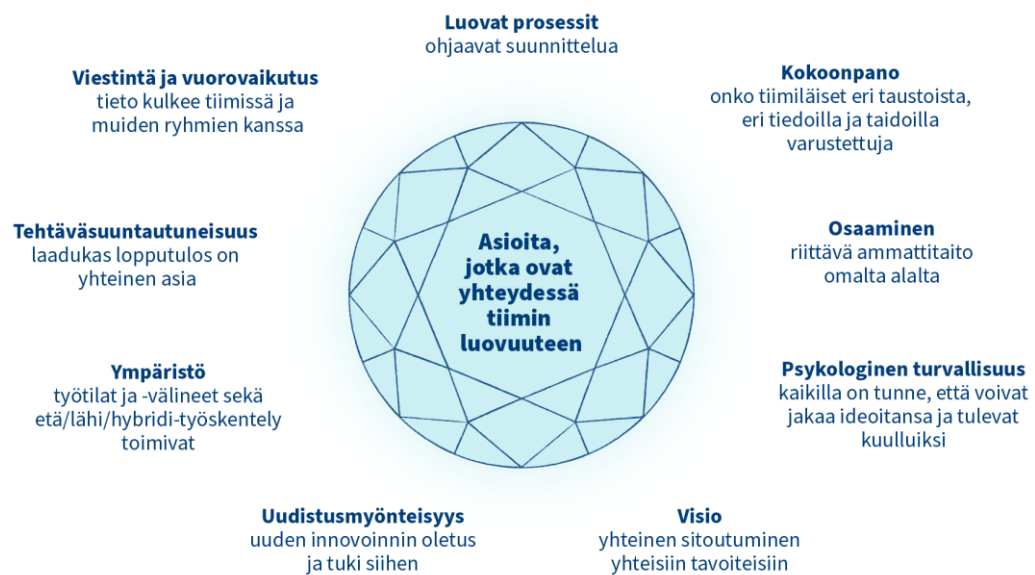 Luovat prosessit
ohjaavat suunnittelua
Kokoonpano
onko tiimiläiset eri taustoista,
eri tiedoilla ja taidoilla
varustettuja
Osaaminen
riittävä ammattitaito
omalta alalta
Psykologinen turvallisuus
kaikilla on tunne, että voivat
jakaa ideoitansa ja tulevat
kuulluiksi
Visio
yhteinen sitoutuminen
yhteisiin tavoiteisiin
Uudistusmyönteisyys
uuden innovoinnin oletus
ja tuki siihen
Ympäristö
työtilat ja -välineet sekä
etä/lähi/hybridi-työskentely
toimivat
Tehtäväsuuntautuneisuus
laadukas lopputulos on
yhteinen asia
Viestintä ja vuorovaikutus
tieto kulkee tiimissä ja
muiden ryhmien kanssa
Asioita,
jotka ovat
yhteydessä
tiimin
luovuuteen